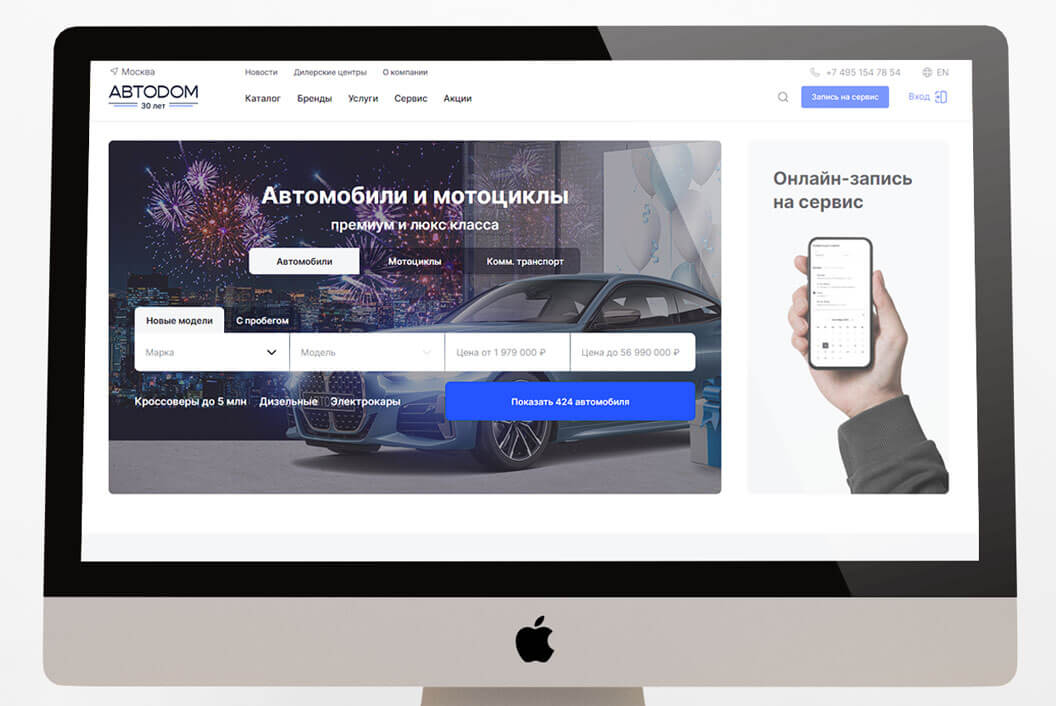 Москва
Новости Дилерские центры О компании
+7 495 154 78 54 EN
АВТОDОМ
30 лет
Каталог Бренды Услуги Сервис Акции
Запись на сервис Вход
Автомобили и мотоциклы
премиум и люкс класса
Автомобили Мотоциклы Комм. транспорт
Новые модели С пробегом
Марка Модель Цена от 1 979 000 ₽ Цена до 56 990 000 ₽
Кроссоверы до 5 млн Дизельные Электрокары
Показать 424 автомобиля
Онлайн-запись
на сервис